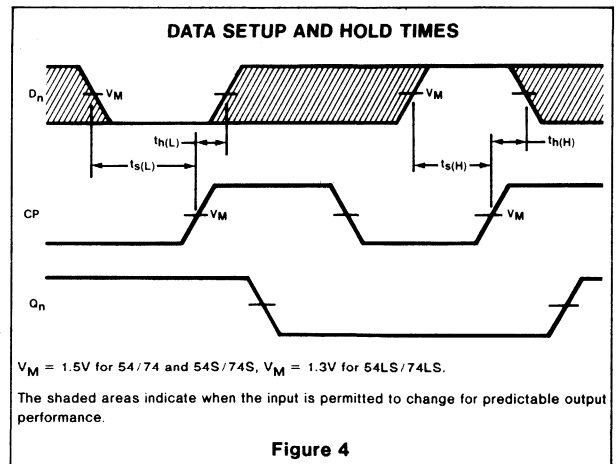 DATA SETUP AND HOLD TIMES
Dn
VM
VM
th(L)
th(H)
ts(L)
ts(H)
CP
VM
VM
Qn
VM = 1.5V for 54/74 and 54S/74S, VM = 1.3V for 54LS/74LS.
The shaded areas indicate when the input is permitted to change for predictable output
performance.
Figure 4